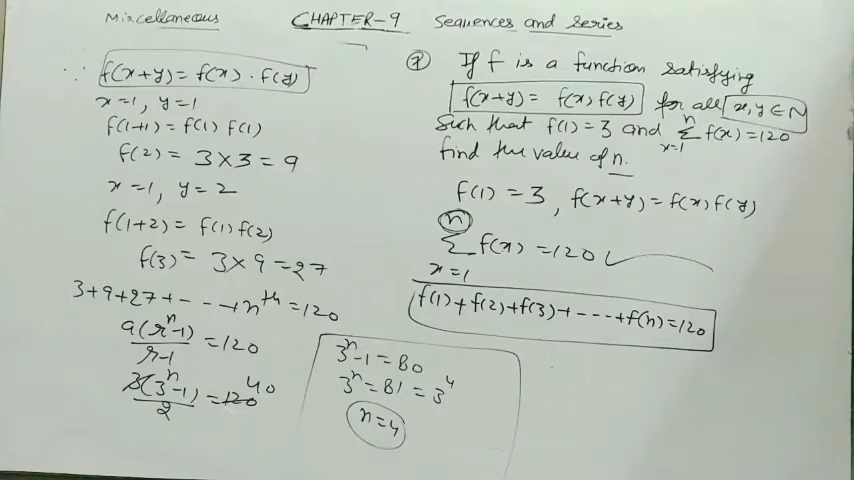 Miscellaneous CHAPTER-9 Sequences and series
⑦ If f is a function satisfying
f(x+y) = f(x) f(y) for all x, y ∈ N
Such that f(1) = 3 and ∑_{x=1}^{n} f(x) = 120
find the value of n.
f(1) = 3, f(x+y) = f(x) f(y)
∑_{x=1}^{n} f(x) = 120
f(1) + f(2) + f(3) + ---- + f(n) = 120
∵ f(x+y) = f(x) · f(y)
x=1, y=1
f(1+1) = f(1) f(1)
f(2) = 3 × 3 = 9
x=1, y=2
f(1+2) = f(1) f(2)
f(3) = 3 × 9 = 27
3+9+27+ --- + n^th = 120
a(r^n - 1) / r-1 = 120
3(3^n - 1) / 2 = 120 40
3^n - 1 = 80
3^n = 81 = 3^4
n = 4